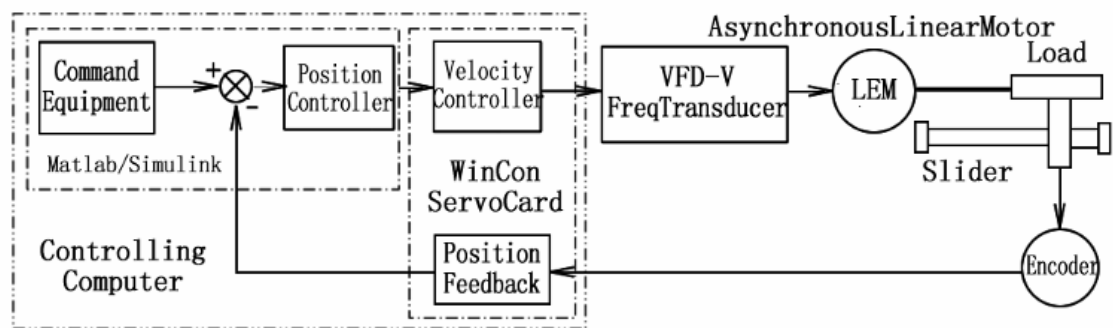 AsynchronousLinearMotor
Command
Equipment
+
-
Position
Controller
Velocity
Controller
VFD-V
FreqTransducer
LEM
Load
Matlab/Simulink
WinCon
ServoCard
Slider
Controlling
Computer
Position
Feedback
Encoder